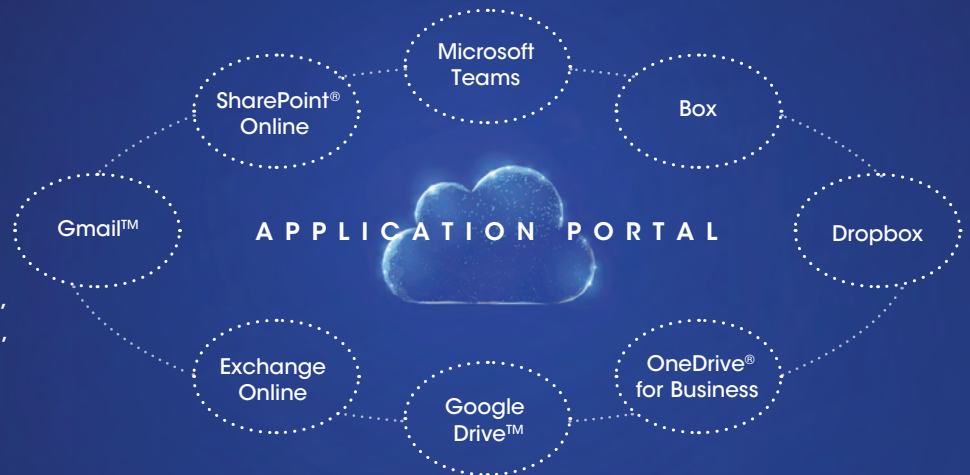 Microsoft
Teams
SharePoint®
Online
Box
Gmail™
APPLICATION PORTAL
Dropbox
Exchange
Online
OneDrive®
for Business
Google
Drive™
,
,